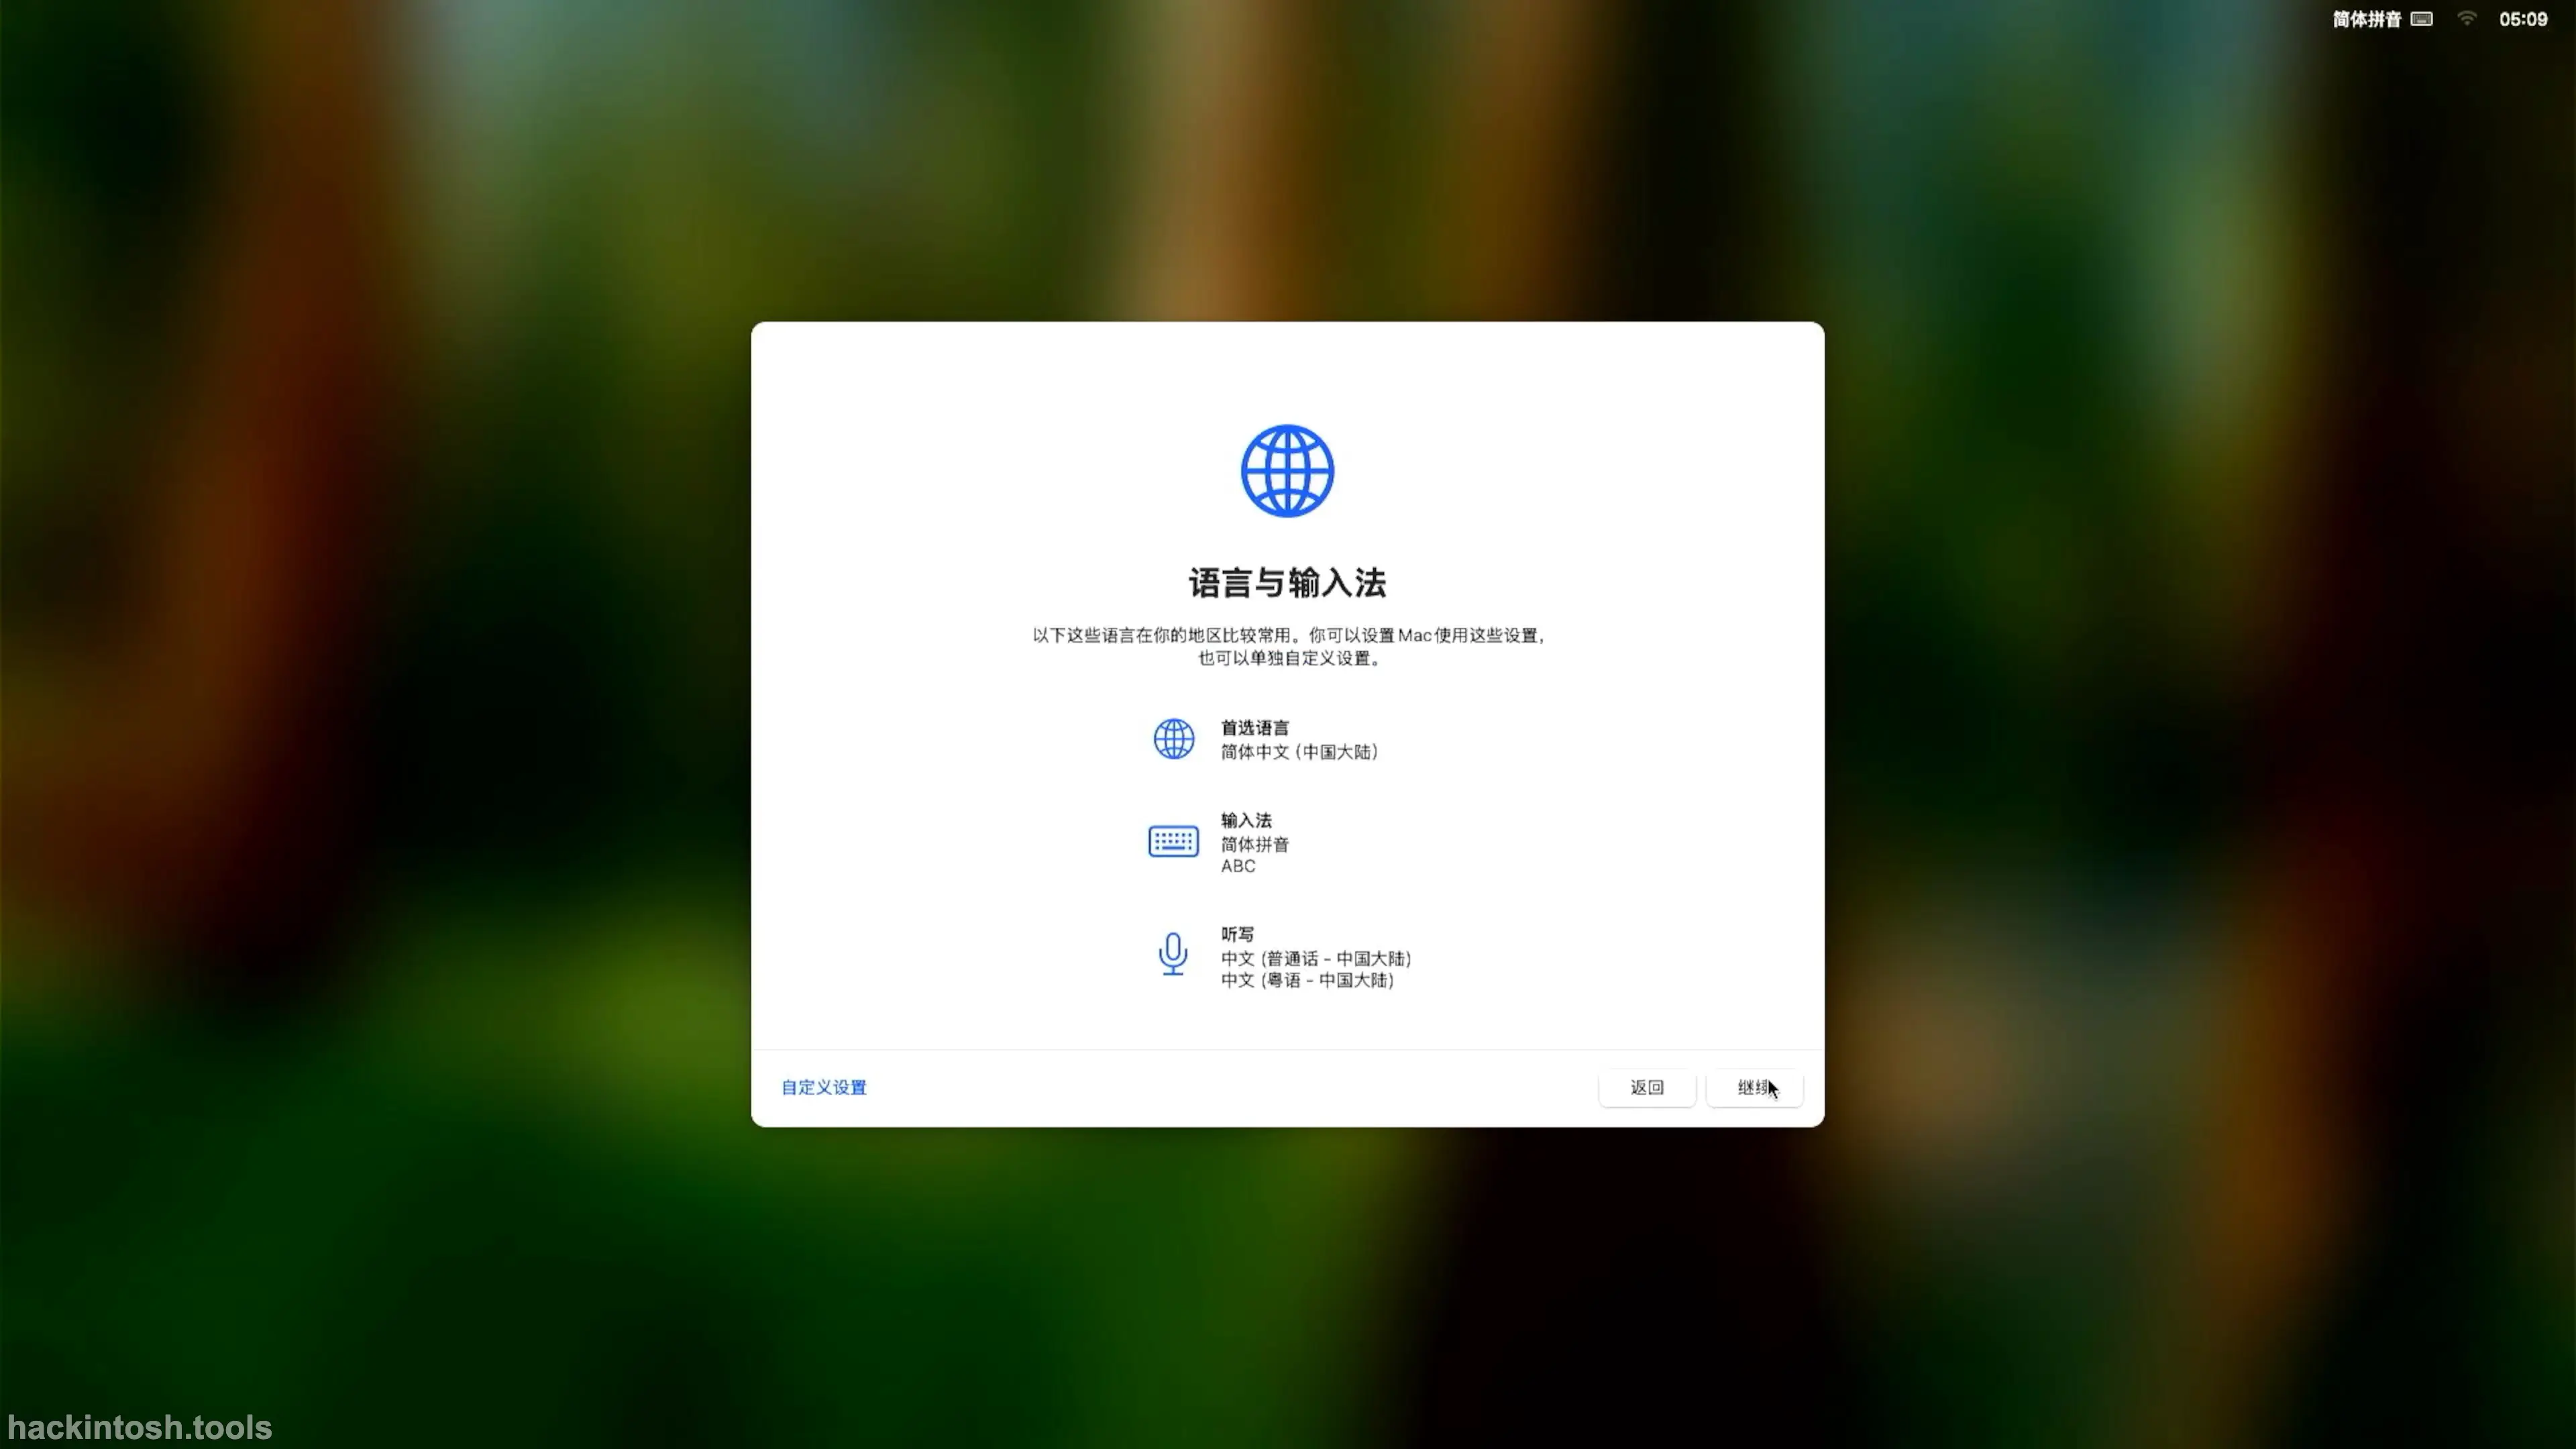 简体拼音 05:09
语言与输入法
以下这些语言在你的地区比较常用。你可以设置 Mac 使用这些设置，
也可以单独自定义设置。
首选语言
简体中文 (中国大陆)
输入法
简体拼音
ABC
听写
中文 (普通话 – 中国大陆)
中文 (粤语 – 中国大陆)
自定义设置 返回 继续
hackintosh.tools